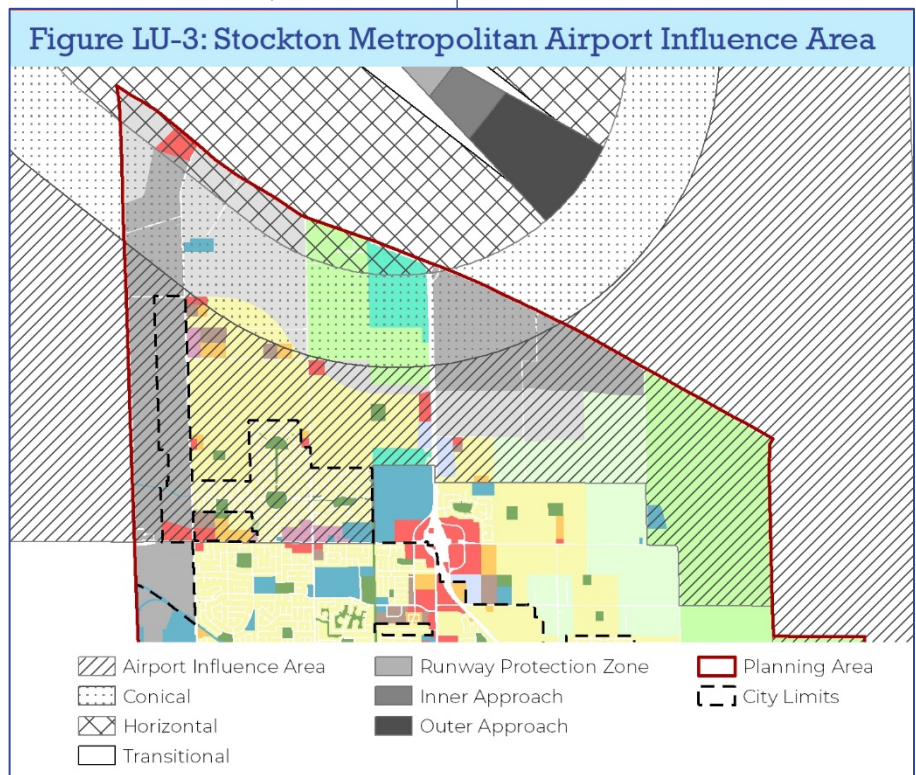 Figure LU-3: Stockton Metropolitan Airport Influence Area
Airport Influence Area
Conical
Horizontal
Transitional
Runway Protection Zone
Inner Approach
Outer Approach
Planning Area
City Limits